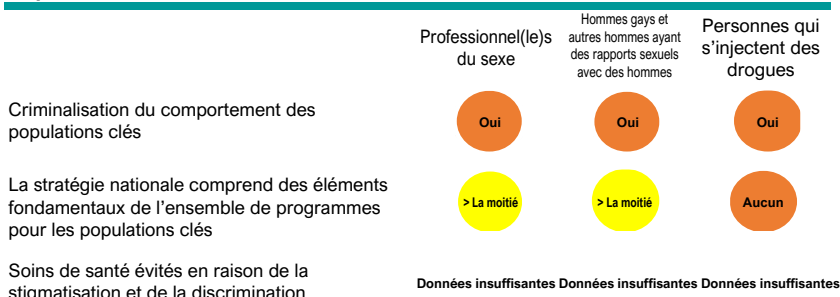 Professionnel(le)s
du sexe
Hommes gays et
autres hommes ayant
des rapports sexuels
avec des hommes
Personnes qui
s'injectent des
drogues
Criminalisation du comportement des
populations clés
Oui
Oui
Oui
La stratégie nationale comprend des éléments
fondamentaux de l'ensemble de programmes
pour les populations clés
> La moitié
> La moitié
Aucun
Soins de santé évités en raison de la
stigmatisation et de la discrimination
Données insuffisantes Données insuffisantes Données insuffisantes